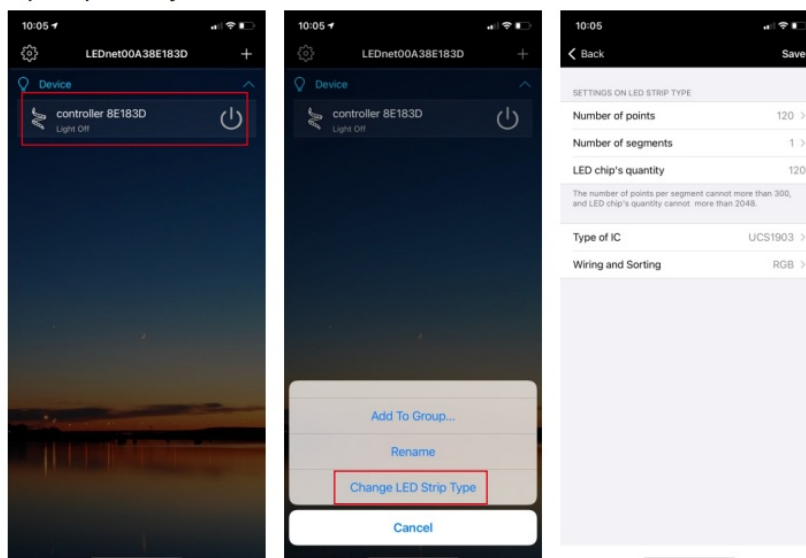 10:05
LEDnet00A38E183D
+
Device
controller 8E183D
Light Off
10:05
LEDnet00A38E183D
+
Device
controller 8E183D
Light Off
Add To Group...
Rename
Change LED Strip Type
Cancel
10:05
Back
Save
SETTINGS ON LED STRIP TYPE
Number of points 120 >
Number of segments 1 >
LED chip's quantity 120
The number of points per segment cannot more than 300,
and LED chip's quantity cannot more than 2048.
Type of IC UCS1903 >
Wiring and Sorting RGB >